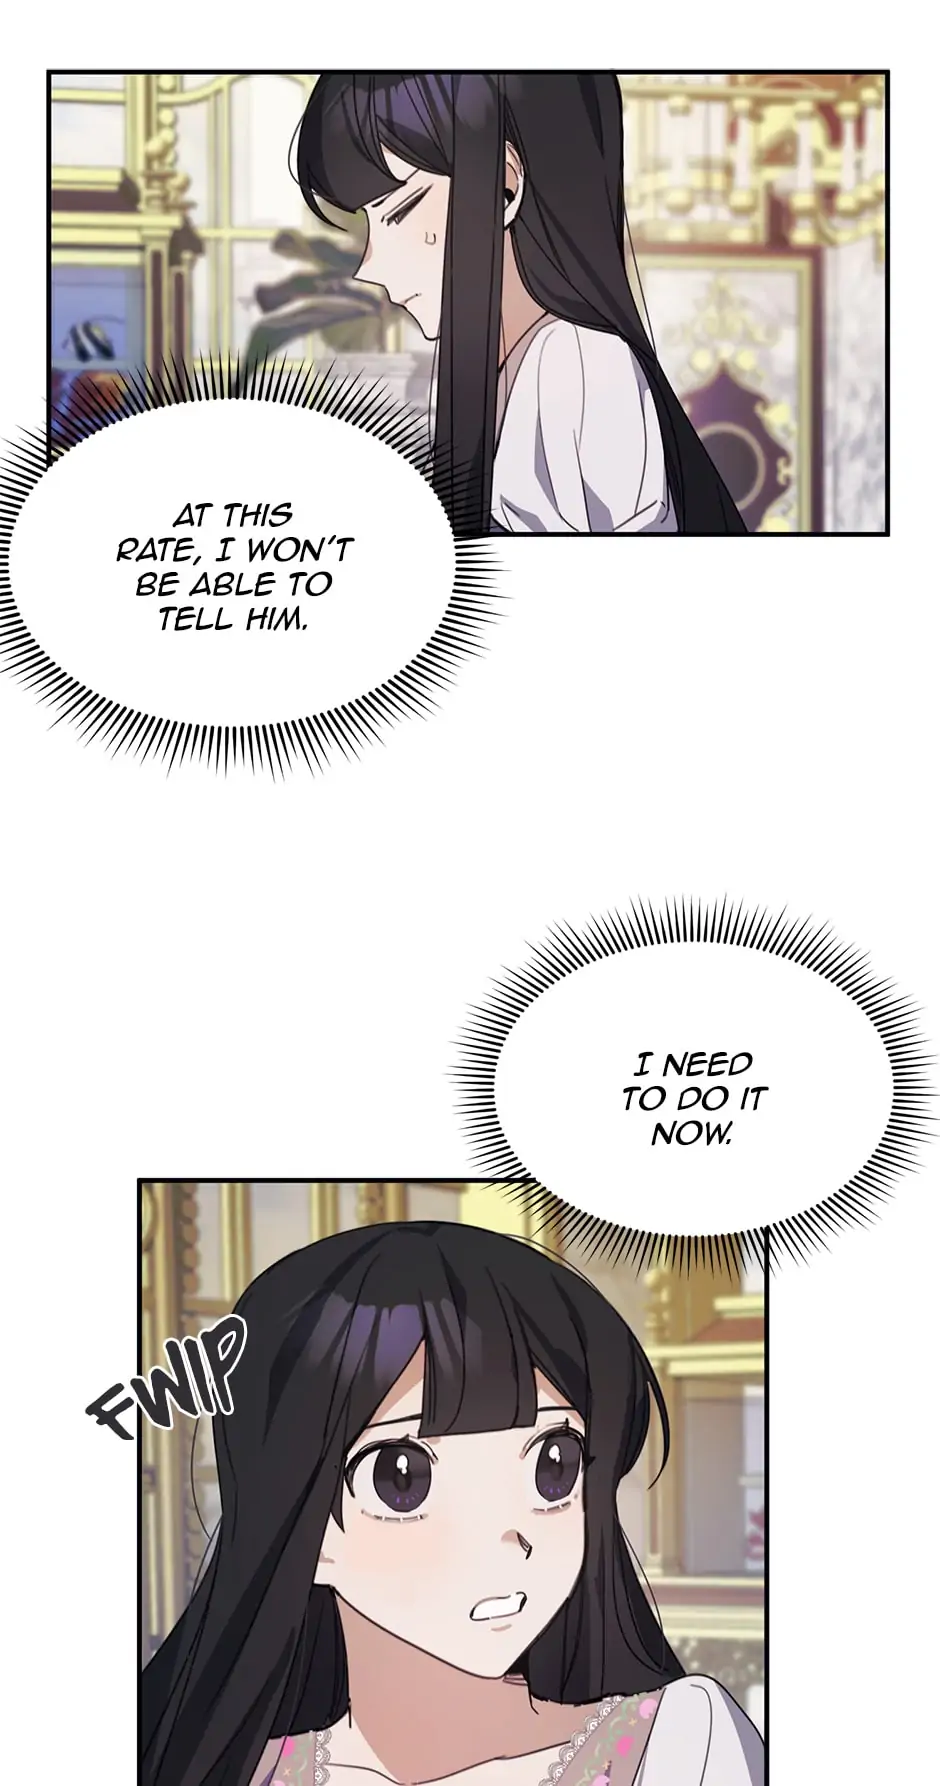 AT THIS
RATE, I WON'T
BE ABLE TO
TELL HIM.
I NEED
TO DO IT
NOW.
FWIP